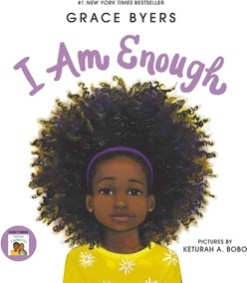 #1 NEW YORK TIMES BESTSELLER
GRACE BYERS
I Am Enough
PICTURES BY
KETURAH A. BOBO